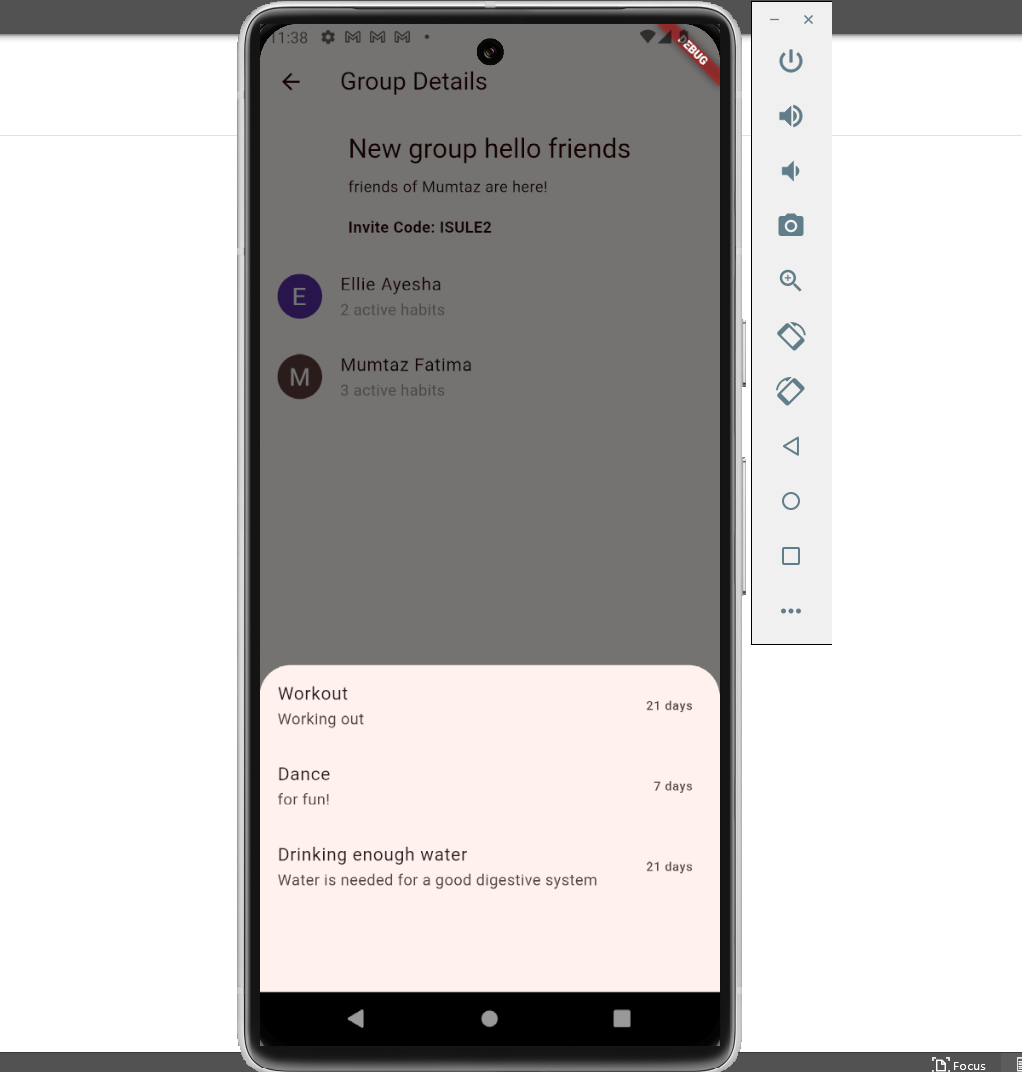 11:38
DEBUG
Group Details
New group hello friends
friends of Mumtaz are here!
Invite Code: ISULE2
E
Ellie Ayesha
2 active habits
M
Mumtaz Fatima
3 active habits
Workout
Working out
21 days
Dance
for fun!
7 days
Drinking enough water
Water is needed for a good digestive system
21 days
Focus